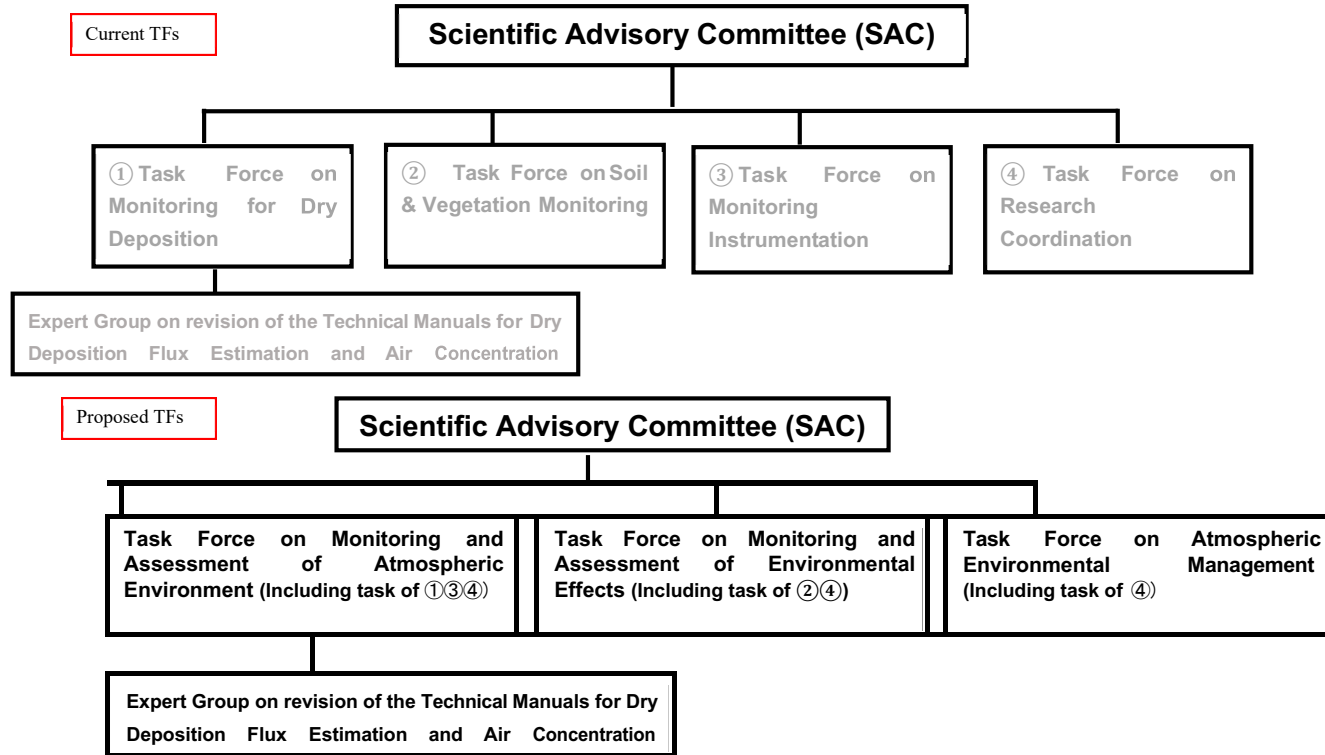 Current TFs
Scientific Advisory Committee (SAC)
① Task Force on
Monitoring for Dry
Deposition
② Task Force on Soil
& Vegetation Monitoring
③ Task Force on
Monitoring
Instrumentation
④ Task Force on
Research
Coordination
Expert Group on revision of the Technical Manuals for Dry
Deposition Flux Estimation and Air Concentration
Proposed TFs
Scientific Advisory Committee (SAC)
Task Force on Monitoring and
Assessment of Atmospheric
Environment (Including task of ①③④)
Task Force on Monitoring and
Assessment of Environmental
Effects (Including task of ②④)
Task Force on Atmospheric
Environmental Management
(Including task of ④)
Expert Group on revision of the Technical Manuals for Dry
Deposition Flux Estimation and Air Concentration